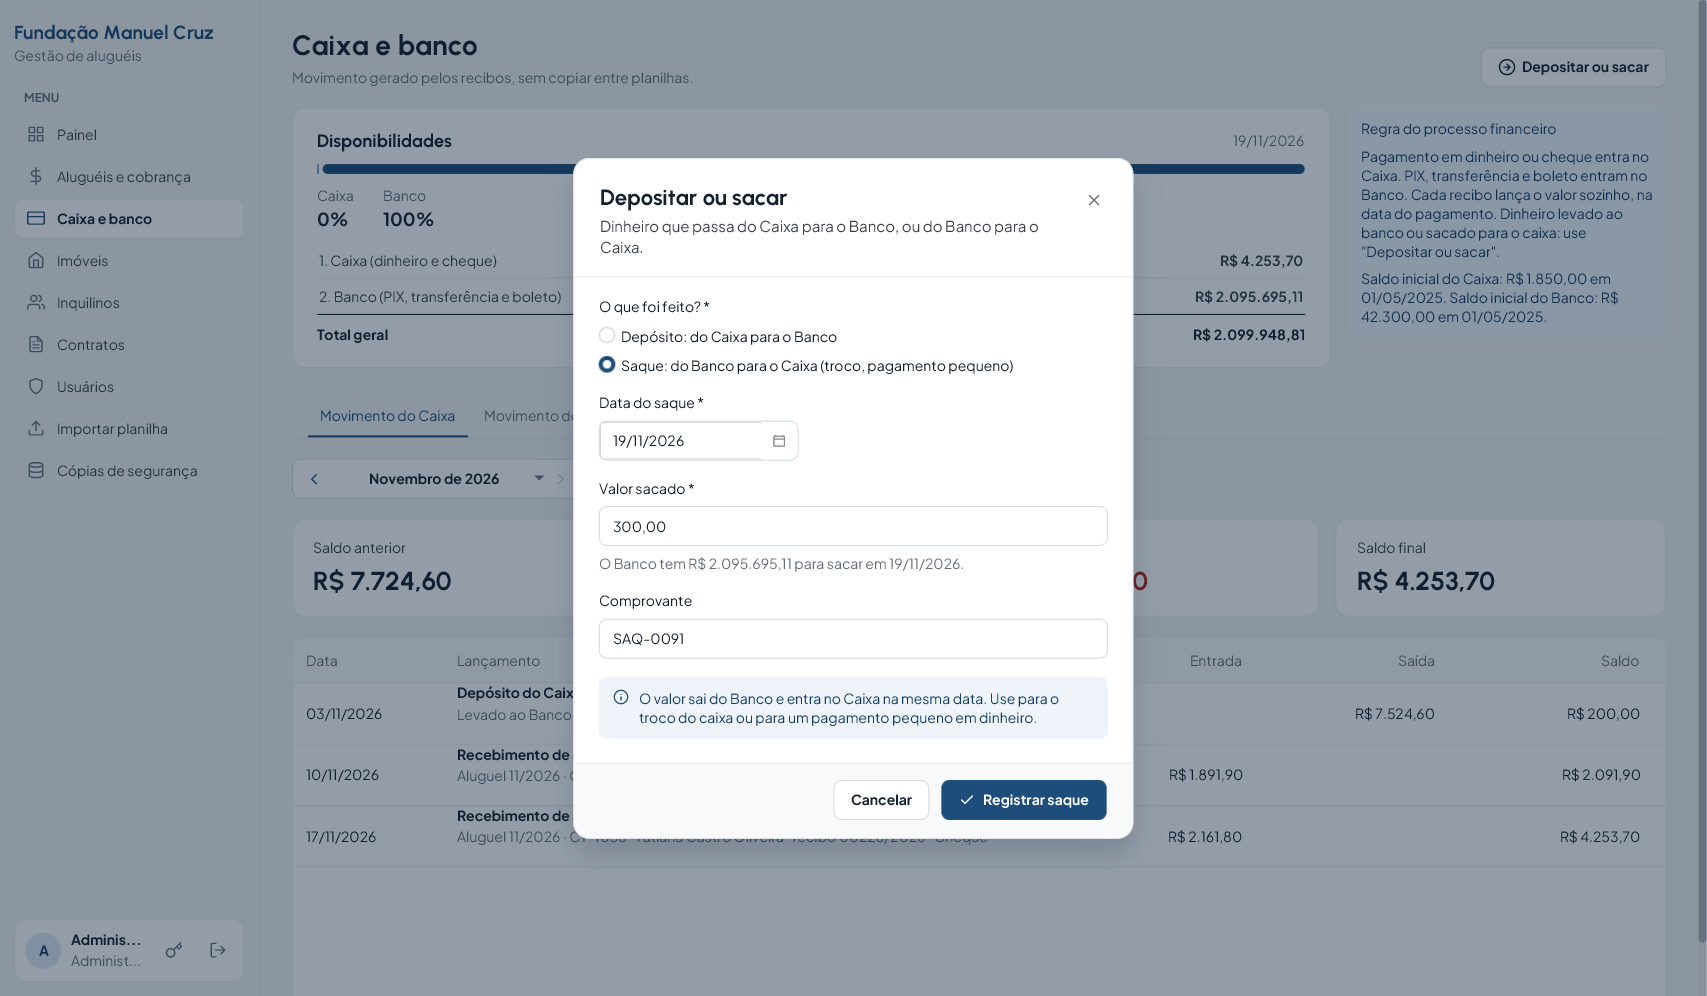 Fundação Manuel Cruz
Gestão de aluguéis
MENU
Painel
Aluguéis e cobrança
Caixa e banco
Imóveis
Inquilinos
Contratos
Usuários
Importar planilha
Cópias de segurança
A
Adminis...
Administ...
Caixa e banco
Movimento gerado pelos recibos, sem copiar entre planilhas.
Depositar ou sacar
Disponibilidades
19/11/2026
Caixa
Banco
0%
100%
1. Caixa (dinheiro e cheque)
R$ 4.253,70
2. Banco (PIX, transferência e boleto)
R$ 2.095.695,11
Total geral
R$ 2.099.948,81
Regra do processo financeiro
Pagamento em dinheiro ou cheque entra no
Caixa. PIX, transferência e boleto entram no
Banco. Cada recibo lança o valor sozinho, na
data do pagamento. Dinheiro levado ao
banco ou sacado para o caixa: use
"Depositar ou sacar".
Saldo inicial do Caixa: R$ 1.850,00 em
01/05/2025. Saldo inicial do Banco: R$
42.300,00 em 01/05/2025.
Movimento do Caixa
Movimento d
Novembro de 2026
Saldo anterior
R$ 7.724,60
0
Saldo final
R$ 4.253,70
Data
Lançamento
Entrada
Saída
Saldo
03/11/2026
Depósito do Caix
Levado ao Banco
R$ 7.524,60
R$ 200,00
10/11/2026
Recebimento de
Aluguel 11/2026 ·
R$ 1.891,90
R$ 2.091,90
17/11/2026
Recebimento de
Aluguel 11/2026 ·
R$ 2.161,80
R$ 4.253,70
Depositar ou sacar
Dinheiro que passa do Caixa para o Banco, ou do Banco para o
Caixa.
O que foi feito? *
Depósito: do Caixa para o Banco
Saque: do Banco para o Caixa (troco, pagamento pequeno)
Data do saque *
19/11/2026
Valor sacado *
300,00
O Banco tem R$ 2.095.695,11 para sacar em 19/11/2026.
Comprovante
SAQ-0091
O valor sai do Banco e entra no Caixa na mesma data. Use para o
troco do caixa ou para um pagamento pequeno em dinheiro.
Cancelar
Registrar saque